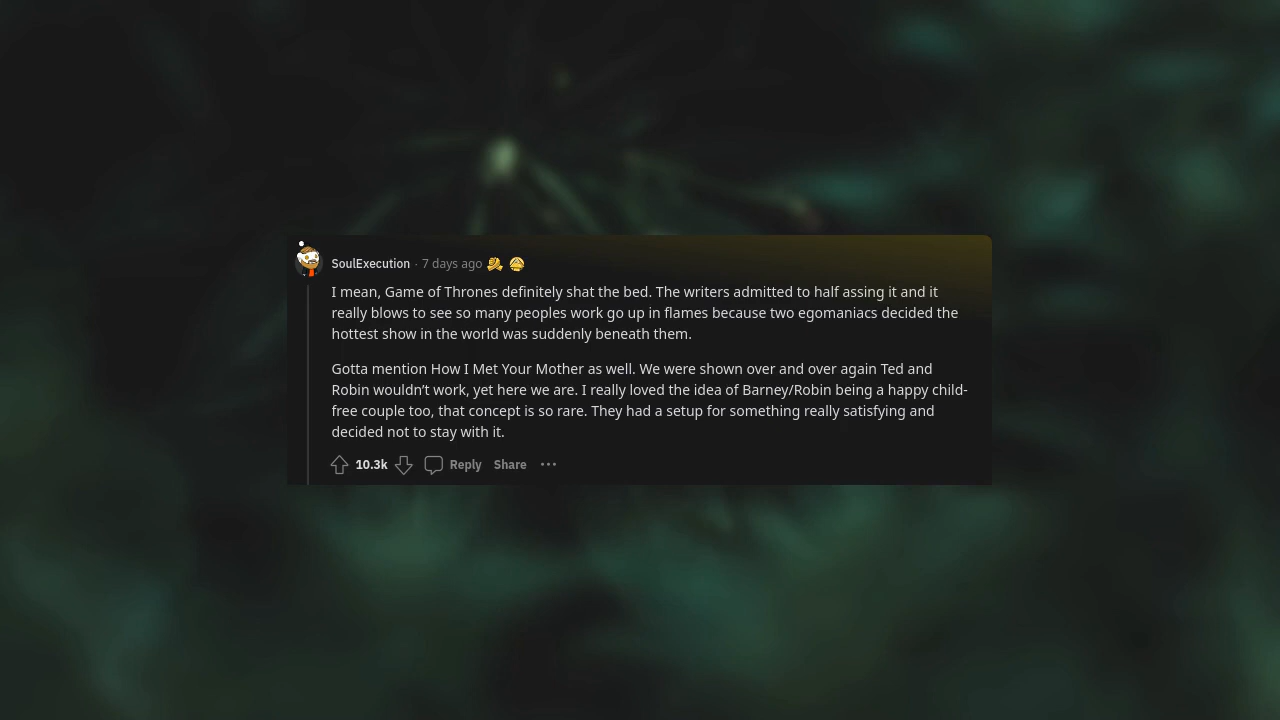 SoulExecution · 7 days ago
I mean, Game of Thrones definitely shat the bed. The writers admitted to half assing it and it
really blows to see so many peoples work go up in flames because two egomaniacs decided the
hottest show in the world was suddenly beneath them.
Gotta mention How I Met Your Mother as well. We were shown over and over again Ted and
Robin wouldn’t work, yet here we are. I really loved the idea of Barney/Robin being a happy child-
free couple too, that concept is so rare. They had a setup for something really satisfying and
decided not to stay with it.
10.3k Reply Share